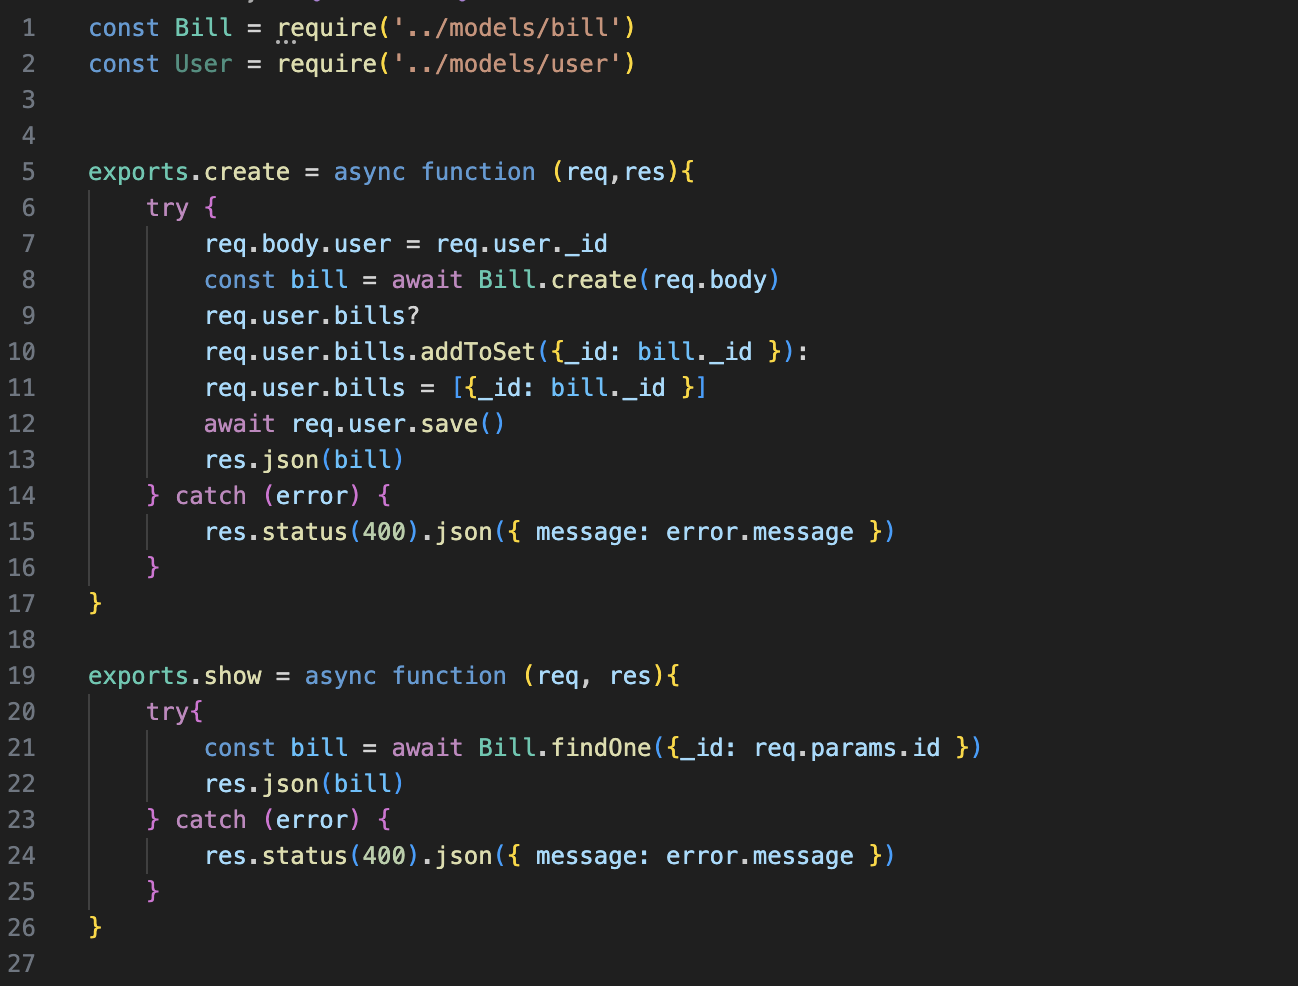 1 const Bill = require('../models/bill')
2 const User = require('../models/user')
3
4
5 exports.create = async function (req,res){
6     try {
7         req.body.user = req.user._id
8         const bill = await Bill.create(req.body)
9         req.user.bills?
10         req.user.bills.addToSet({_id: bill._id }):
11         req.user.bills = [{_id: bill._id }]
12         await req.user.save()
13         res.json(bill)
14     } catch (error) {
15         res.status(400).json({ message: error.message })
16     }
17 }
18
19 exports.show = async function (req, res){
20     try{
21         const bill = await Bill.findOne({_id: req.params.id })
22         res.json(bill)
23     } catch (error) {
24         res.status(400).json({ message: error.message })
25     }
26 }
27